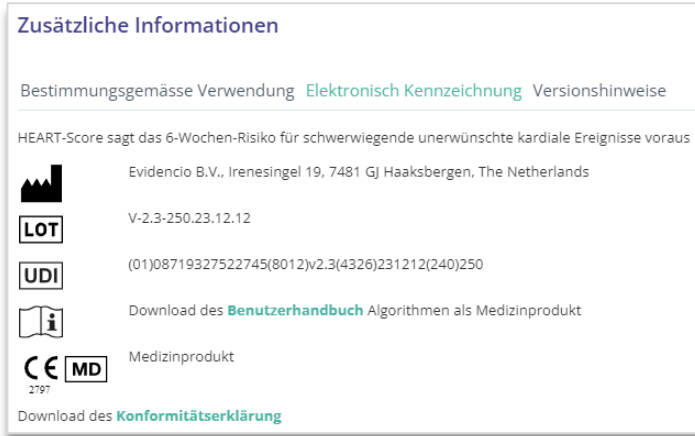 Zusätzliche Informationen
Bestimmungsgemässe Verwendung Elektronisch Kennzeichnung Versionshinweise
HEART-Score sagt das 6-Wochen-Risiko für schwerwiegende unerwünschte kardiale Ereignisse voraus
Evidencio B.V., Irenesingel 19, 7481 GJ Haaksbergen, The Netherlands
LOT V-2.3-250.23.12.12
UDI (01)08719327522745(8012)v2.3(4326)231212(240)250
i Download des Benutzerhandbuch Algorithmen als Medizinprodukt
CE MD Medizinprodukt
2797
Download des Konformitätserklärung